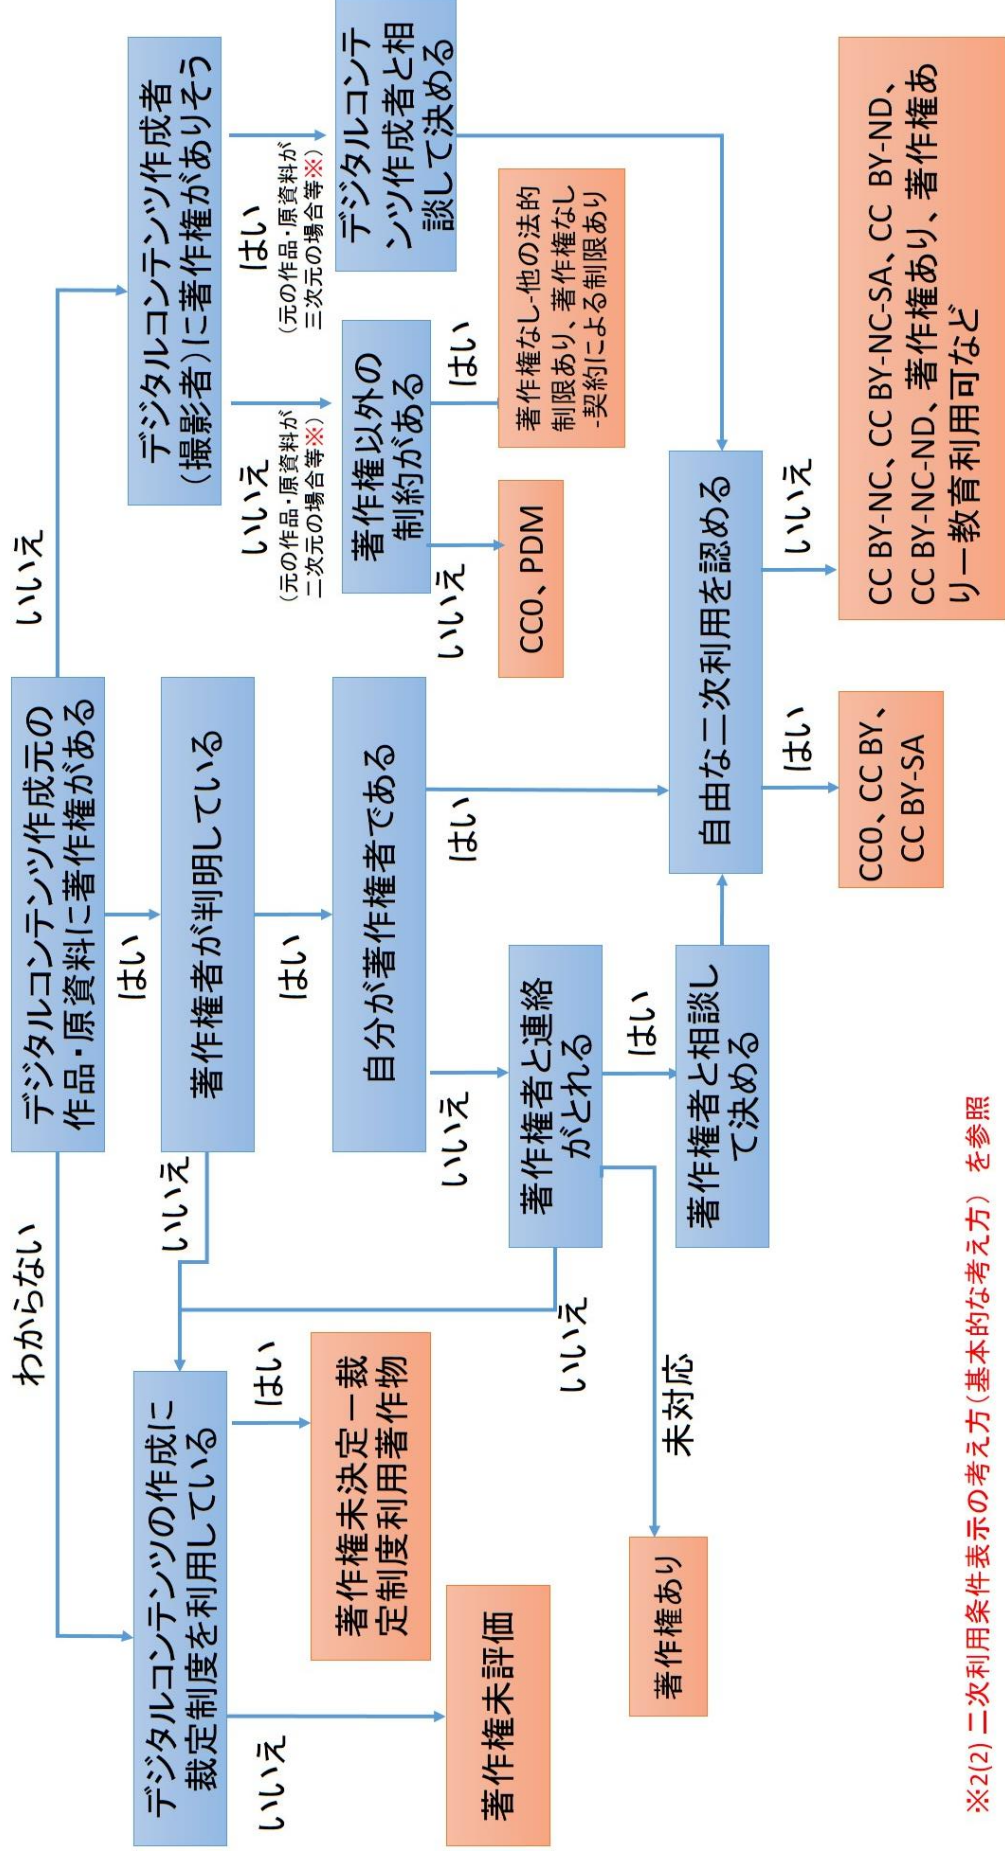 わからない
デジタルコンテンツ作成元の
作品・原資料に著作権がある
いいえ
デジタルコンテンツ作成者
(撮影者)に著作権がありそう
はい
著作権者が判明している
いいえ
はい
デジタルコンテンツの作成に
裁定制度を利用している
いいえ
はい
いいえ
(元の作品・原資料が
二次元の場合等※)
はい
(元の作品・原資料が
三次元の場合等※)
著作権未決定ー裁
定制度利用著作物
自分が著作権者である
著作権以外の
制約がある
デジタルコンテ
ンツ作成者と相
談して決める
いいえ
はい
いいえ
はい
著作権未評価
著作権者と連絡
がとれる
CC0、PDM
著作権なし-他の法的
制限あり、著作権なし
-契約による制限あり
いいえ
はい
未対応
著作権あり
著作権者と相談し
て決める
自由な二次利用を認める
はい
いいえ
CC0、CC BY、
CC BY-SA
CC BY-NC、CC BY-NC-SA、CC BY-ND、
CC BY-NC-ND、著作権あり、著作権あ
りー教育利用可など
※2(2) 二次利用条件表示の考え方(基本的な考え方) を参照